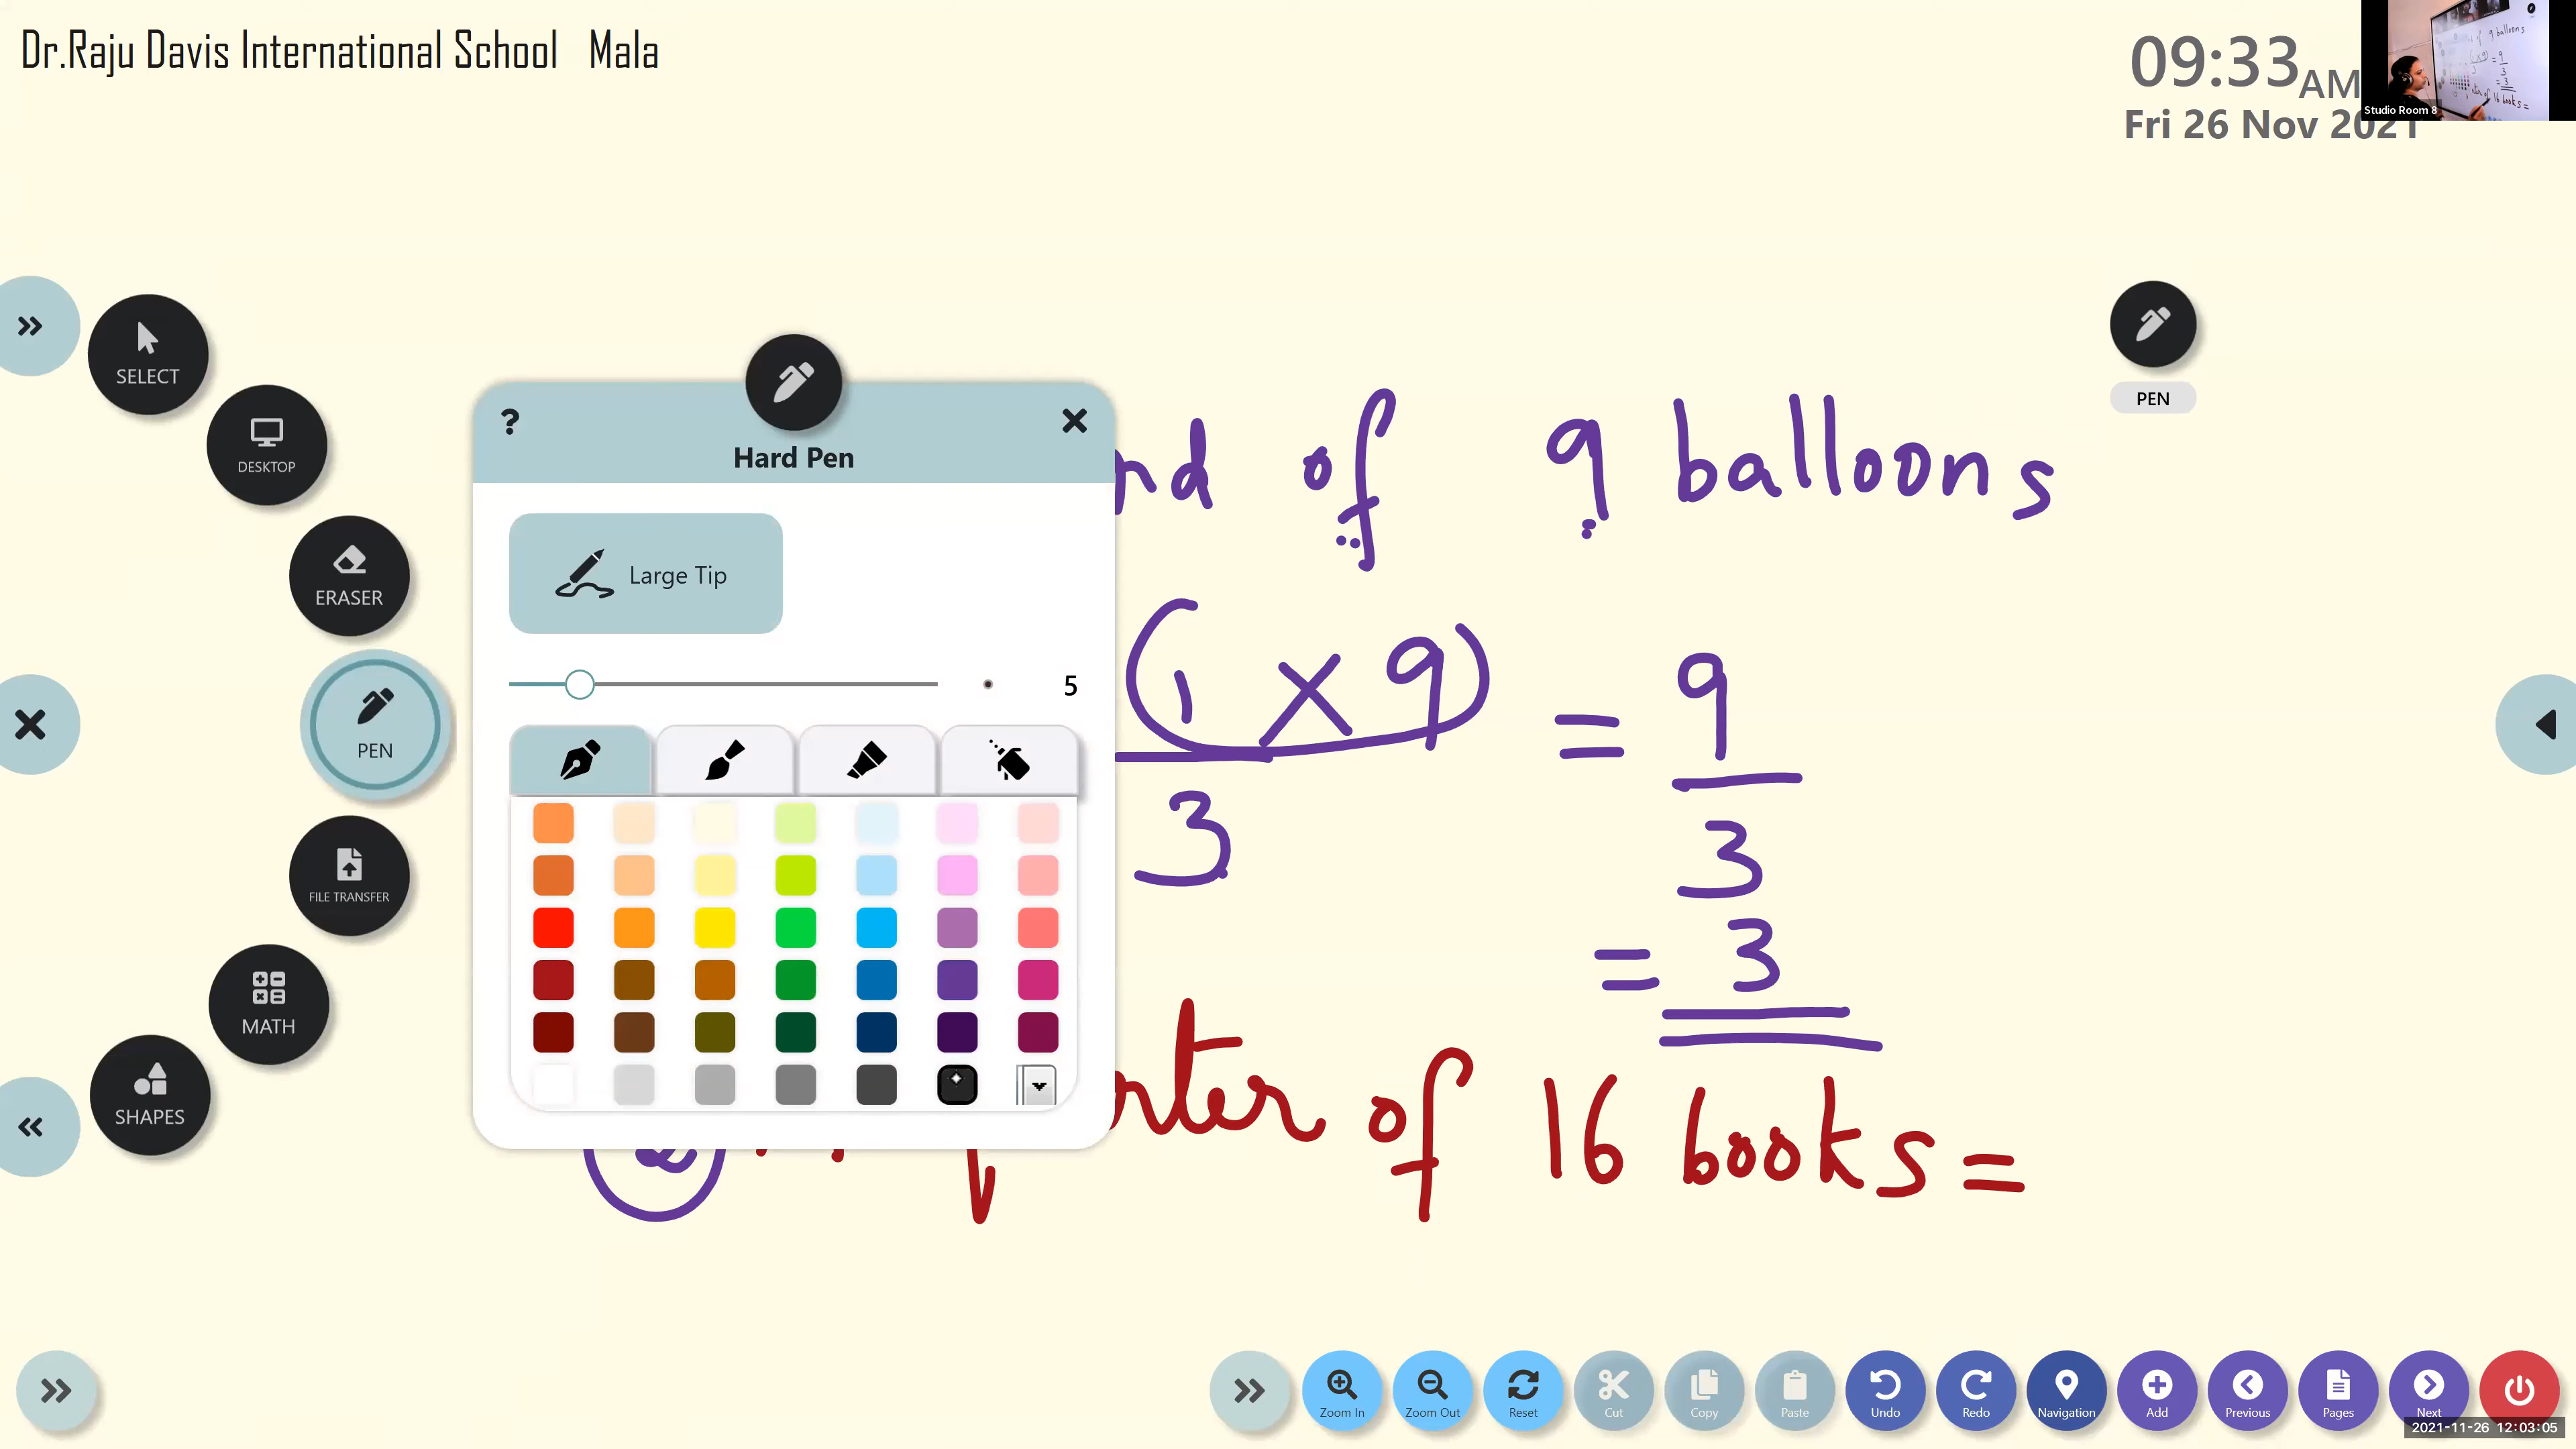 Dr.Raju Davis International School Mala
09:33 AM
Fri 26 Nov 2021
Studio Room 8
SELECT
DESKTOP
ERASER
PEN
FILE TRANSFER
MATH
SHAPES
?
Hard Pen
Large Tip
5
PEN
of 9 balloons
(1 × 9) = 9
3 3
= 3
of 16 books =
Zoom In Zoom Out Reset Cut Copy Paste Undo Redo Navigation Add Previous Pages Next
2021-11-26 12:03:05